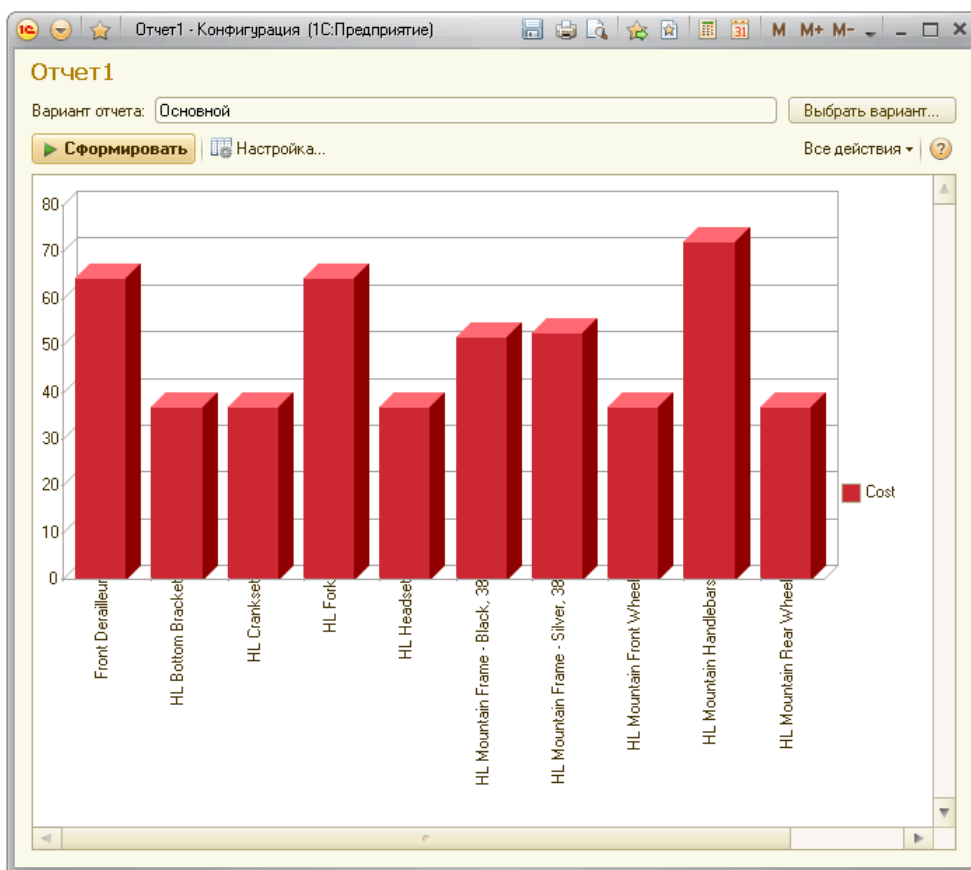 Отчет1 - Конфигурация (1С:Предприятие)
31 M M+ M-
Отчет1
Вариант отчета: Основной Выбрать вариант...
Сформировать Настройка... Все действия ?
80
70
60
50
40
30
20
10
0
Cost
Front Derailleur
HL Bottom Bracket
HL Crankset
HL Fork
HL Headset
HL Mountain Frame - Black, 38
HL Mountain Frame - Silver, 38
HL Mountain Front Wheel
HL Mountain Handlebars
HL Mountain Rear Wheel